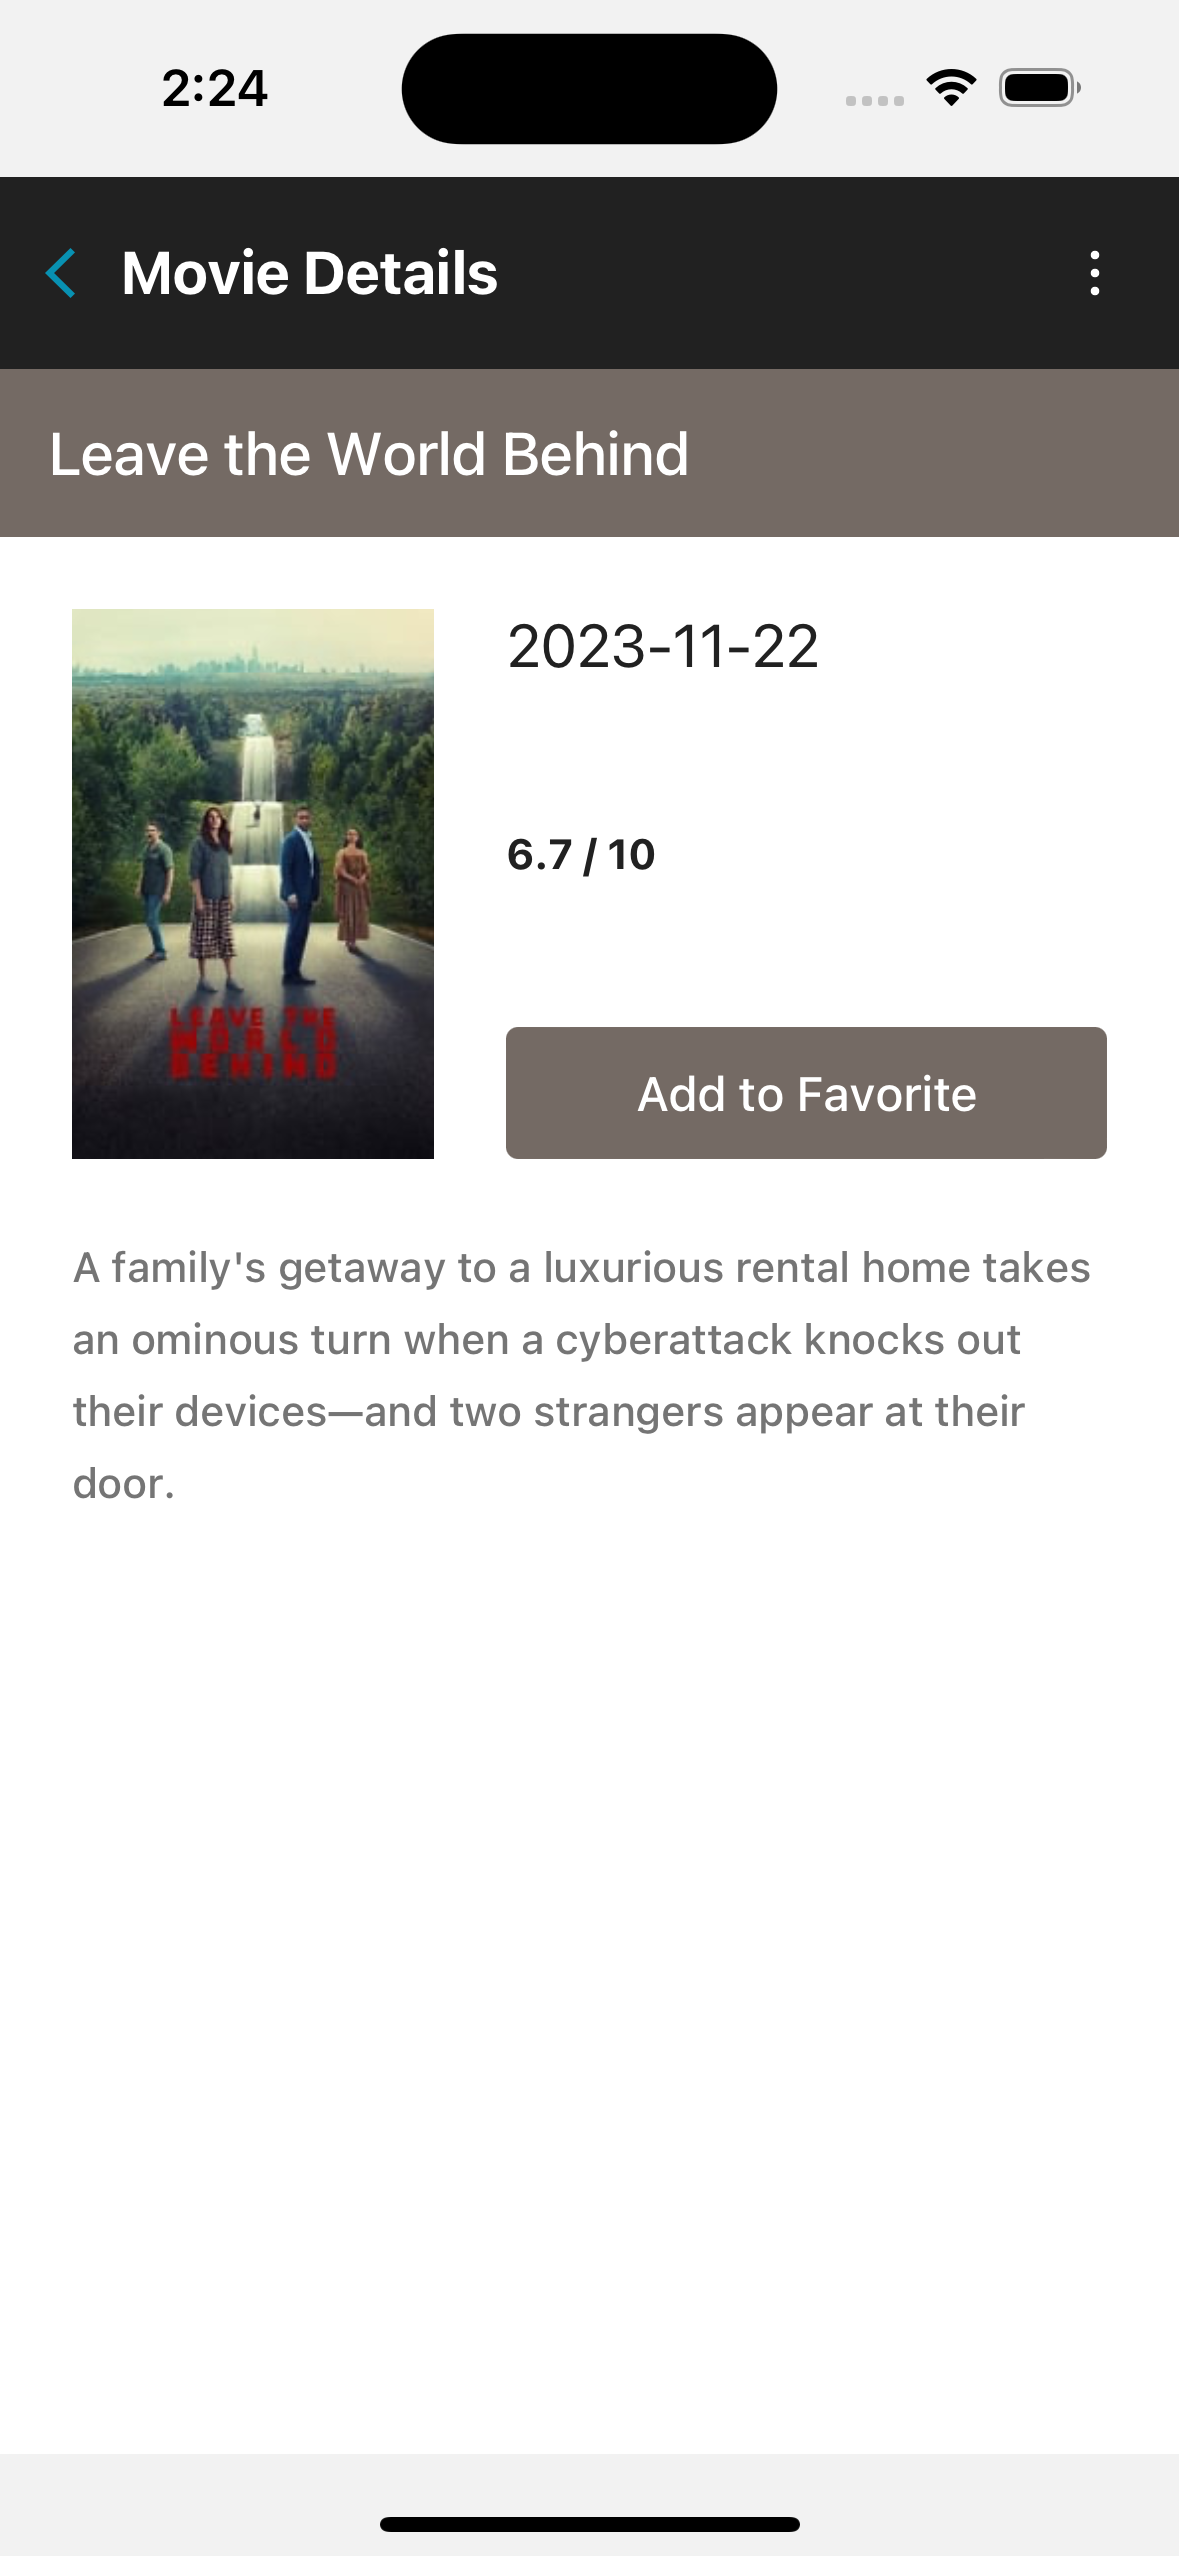 2:24
Movie Details
Leave the World Behind
2023-11-22
6.7 / 10
LEAVE THE
WORLD
BEHIND
Add to Favorite
A family's getaway to a luxurious rental home takes
an ominous turn when a cyberattack knocks out
their devices—and two strangers appear at their
door.